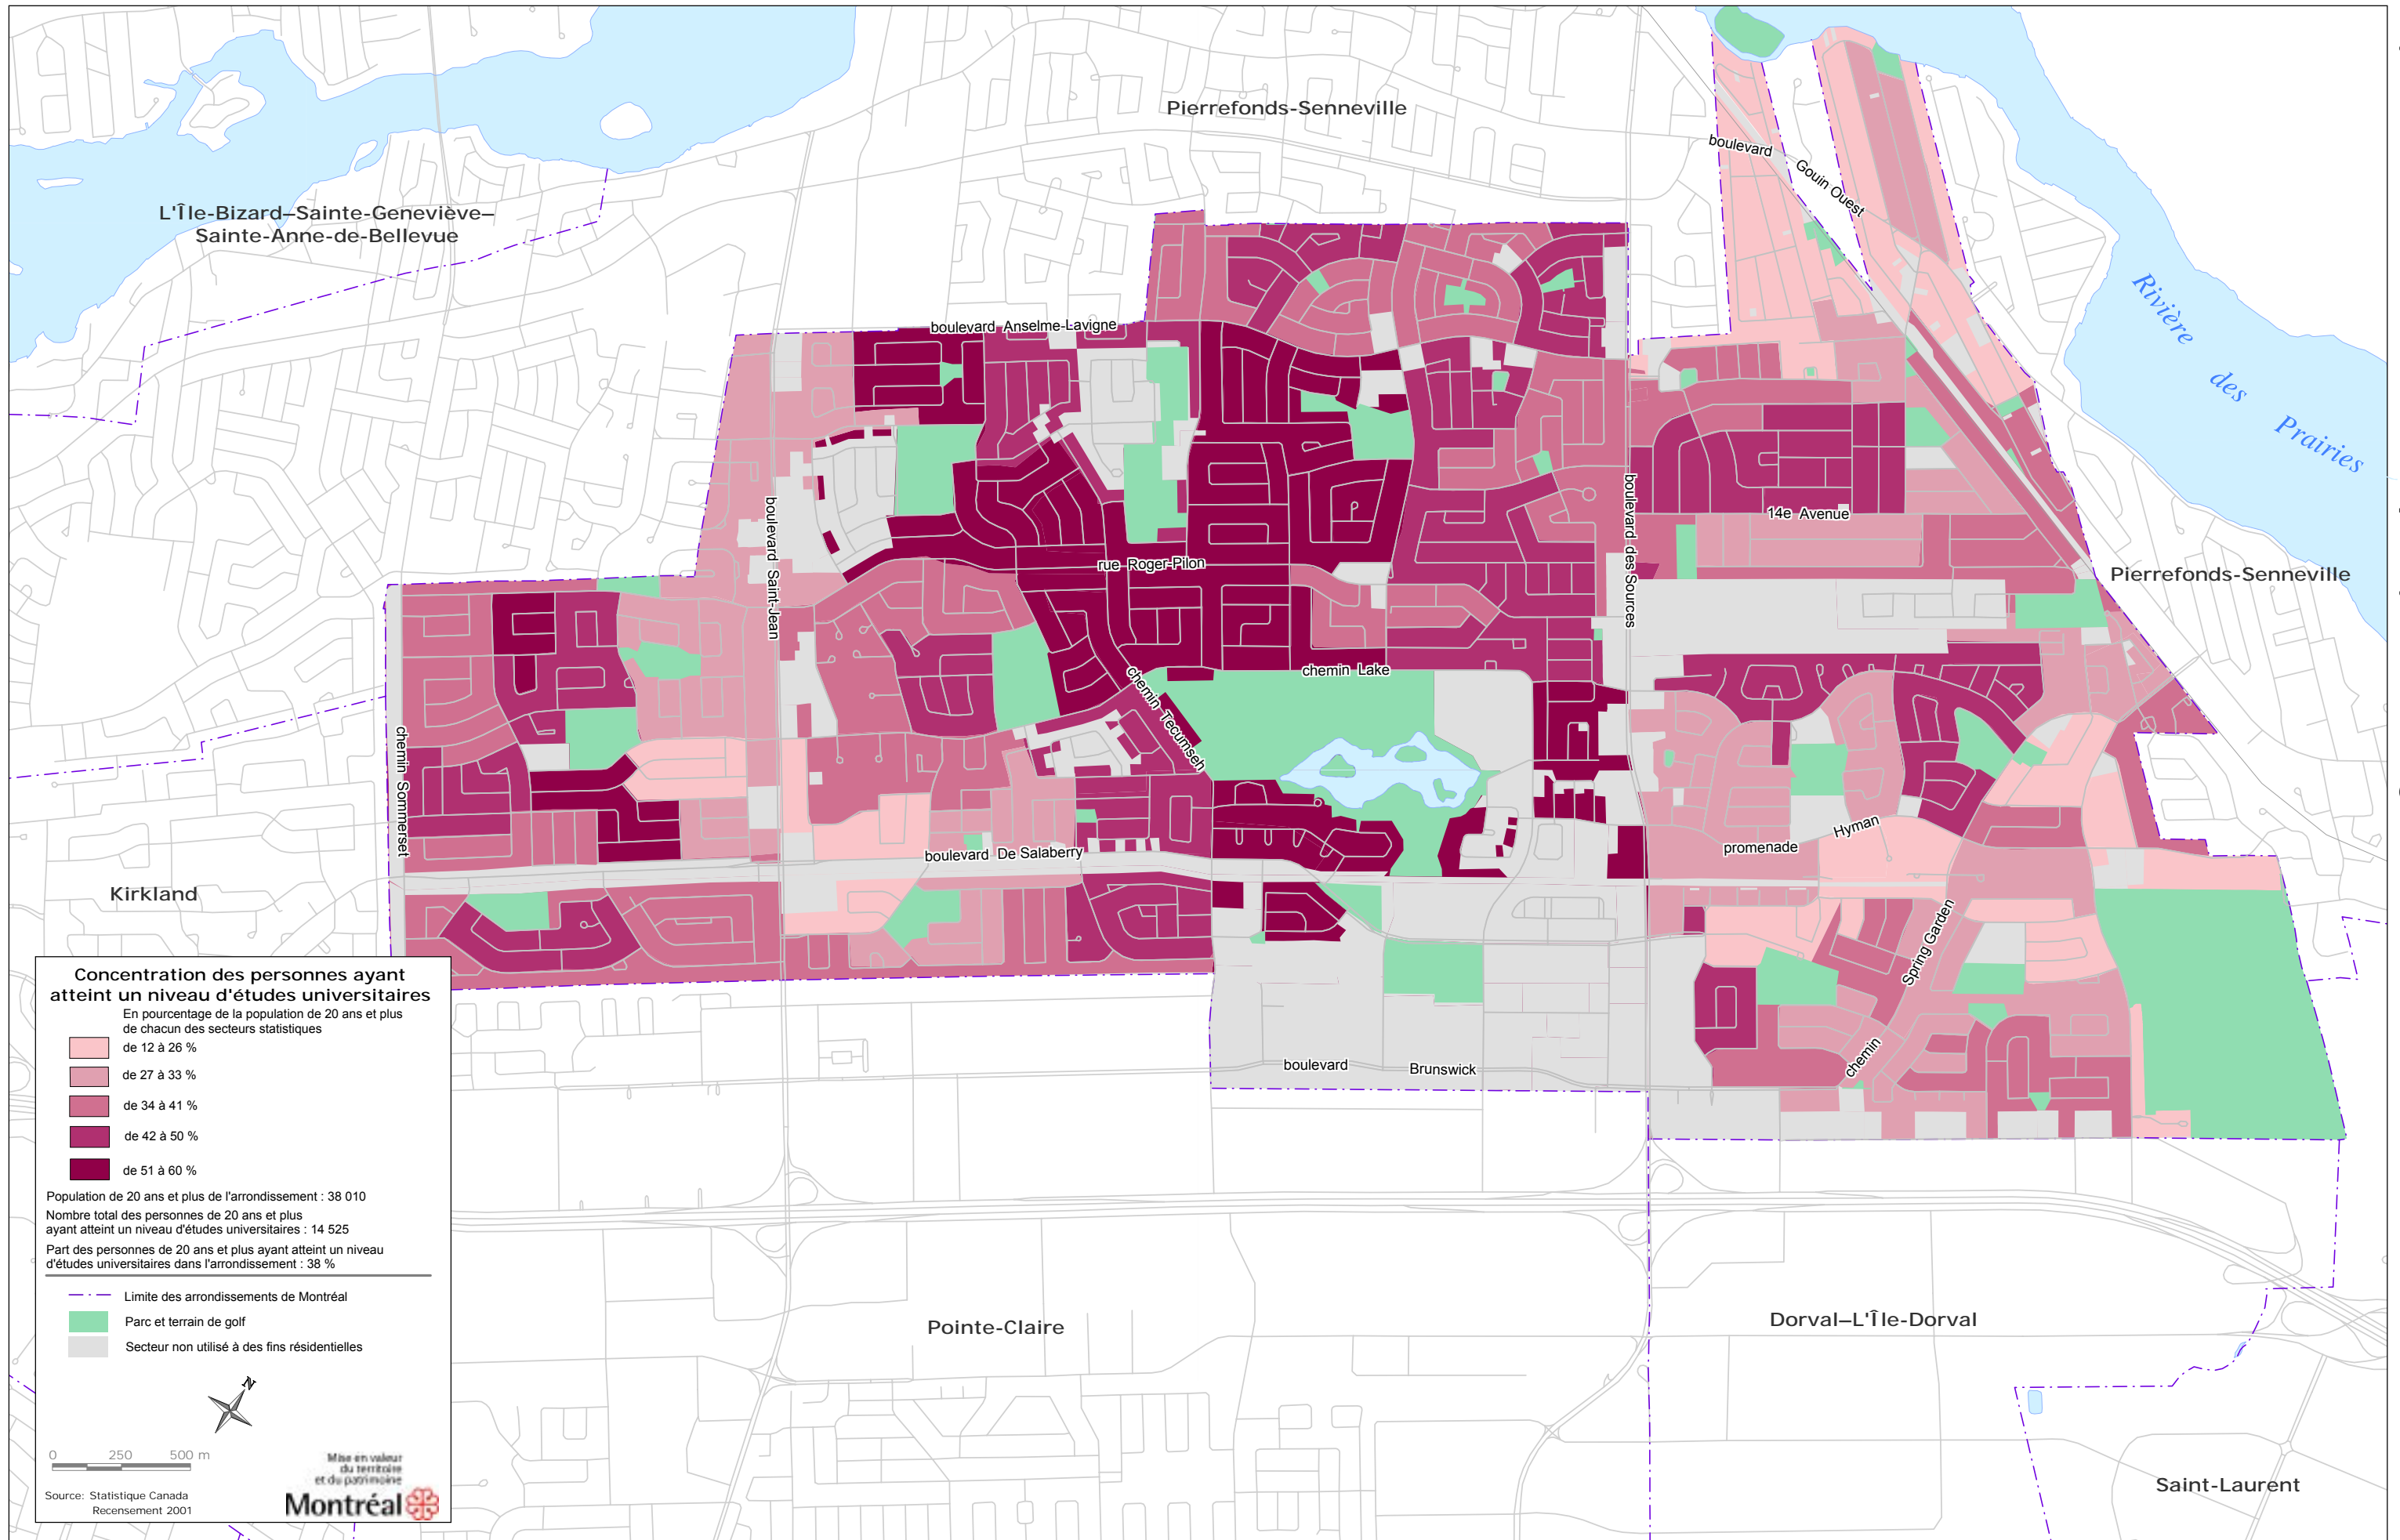 Pierrefonds-Senneville
boulevard
Gouin Ouest
L'Île-Bizard–Sainte-Geneviève–
Sainte-Anne-de-Bellevue
Rivière
des
Prairies
boulevard Anselme-Lavigne
boulevard Saint-Jean
boulevard des Sources
14e Avenue
rue Roger-Pilon
Pierrefonds-Senneville
chemin Lake
chemin Tecumseh
chemin Sommerset
promenade
Hyman
boulevard De Salaberry
Kirkland
Spring Garden
chemin
boulevard
Brunswick
Pointe-Claire
Dorval–L'Île-Dorval
Saint-Laurent
Concentration des personnes ayant
atteint un niveau d'études universitaires
En pourcentage de la population de 20 ans et plus
de chacun des secteurs statistiques
de 12 à 26 %
de 27 à 33 %
de 34 à 41 %
de 42 à 50 %
de 51 à 60 %
Population de 20 ans et plus de l'arrondissement : 38 010
Nombre total des personnes de 20 ans et plus
ayant atteint un niveau d'études universitaires : 14 525
Part des personnes de 20 ans et plus ayant atteint un niveau
d'études universitaires dans l'arrondissement : 38 %
Limite des arrondissements de Montréal
Parc et terrain de golf
Secteur non utilisé à des fins résidentielles
N
0 250 500 m
Mise en valeur
du territoire
et du patrimoine
Montréal
Source: Statistique Canada
Recensement 2001